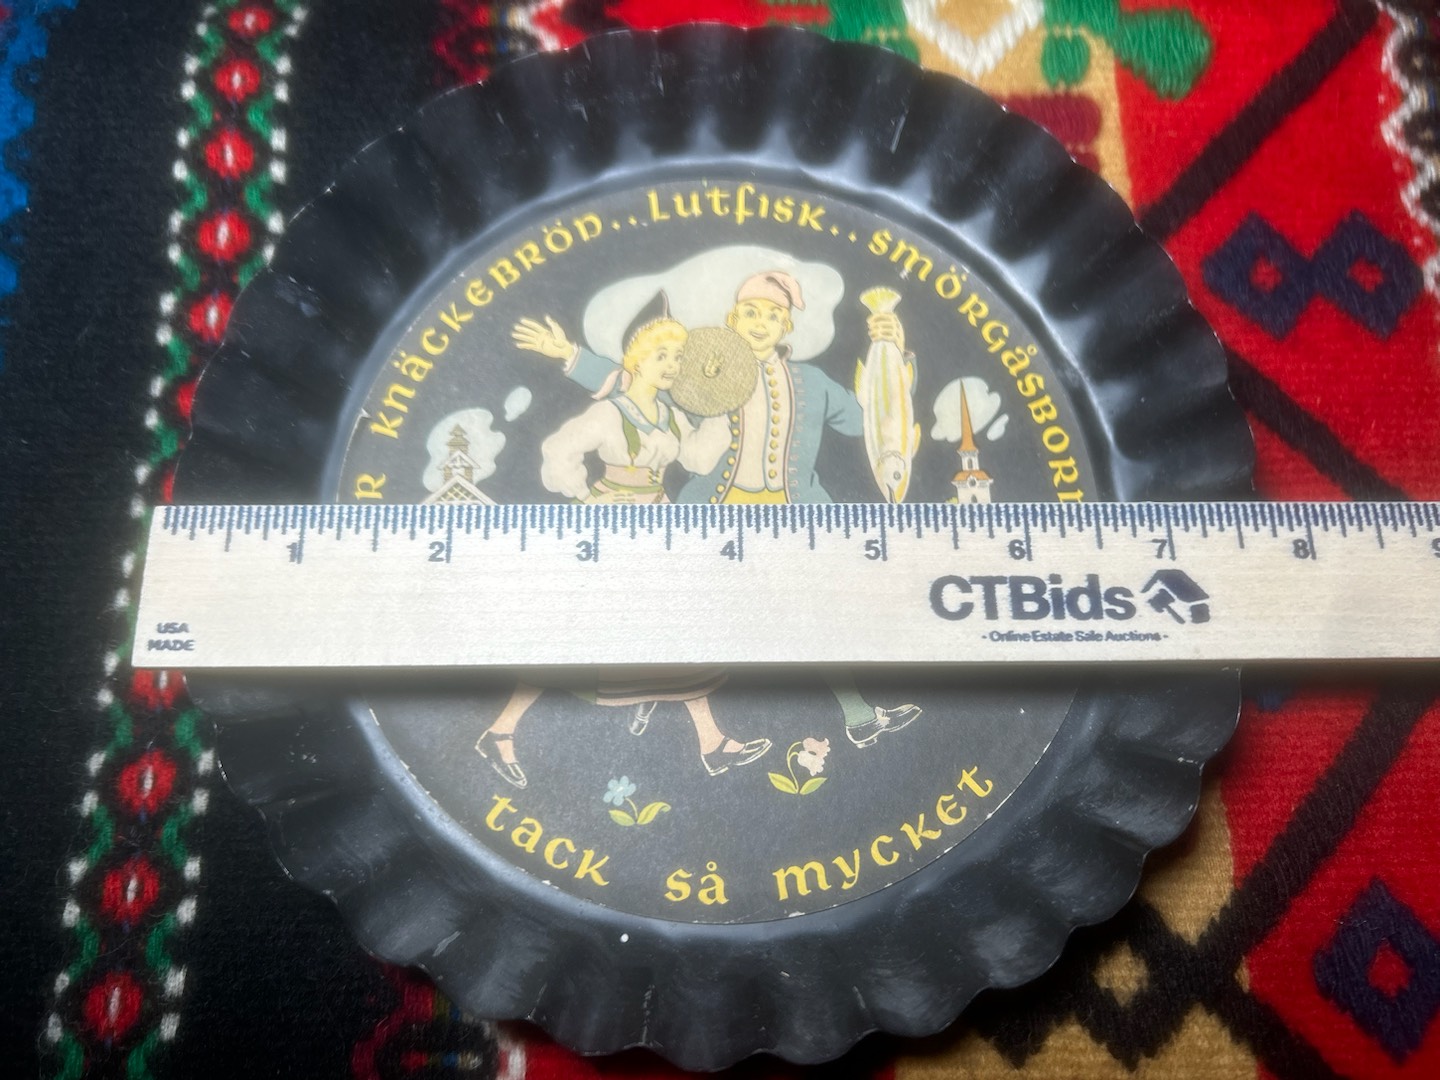 R KNÄCKEBRÖD..LUTFISK..SMÖRGÅSBORD
1 2 3 4 5 6 7 8 9
CTBids
- Online Estate Sale Auctions -
USA
MADE
tack så mycket